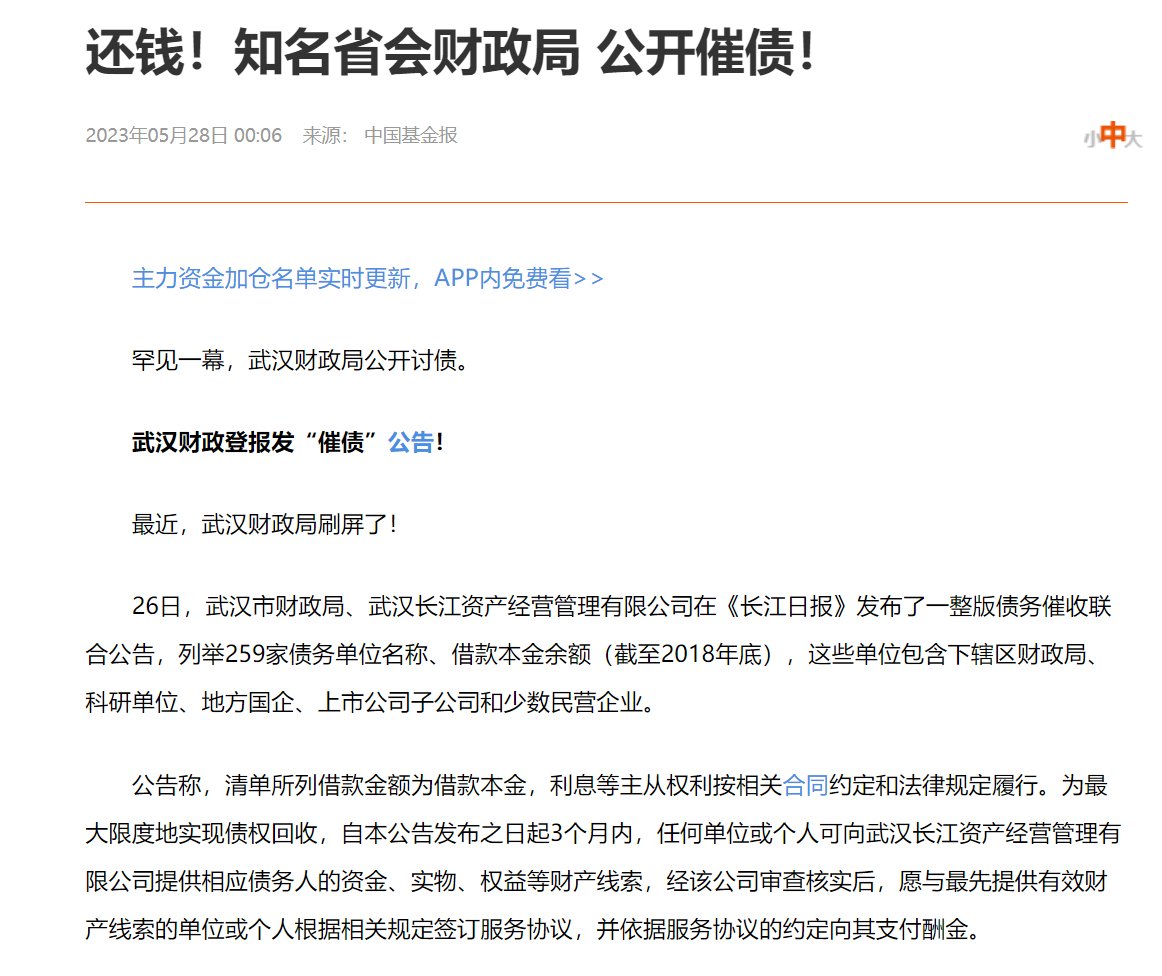 还钱！知名省会财政局 公开催债！
2023年05月28日 00:06 来源： 中国基金报
小中大
主力资金加仓名单实时更新，APP内免费看>>
罕见一幕，武汉财政局公开讨债。
武汉财政登报发“催债”公告！
最近，武汉财政局刷屏了！
26日，武汉市财政局、武汉长江资产经营管理有限公司在《长江日报》发布了一整版债务催收联
合公告，列举259家债务单位名称、借款本金余额（截至2018年底），这些单位包含下辖区财政局、
科研单位、地方国企、上市公司子公司和少数民营企业。
公告称，清单所列借款金额为借款本金，利息等主从权利按相关合同约定和法律规定履行。为最
大限度地实现债权回收，自本公告发布之日起3个月内，任何单位或个人可向武汉长江资产经营管理有
限公司提供相应债务人的资金、实物、权益等财产线索，经该公司审查核实后，愿与最先提供有效财
产线索的单位或个人根据相关规定签订服务协议，并依据服务协议的约定向其支付酬金。